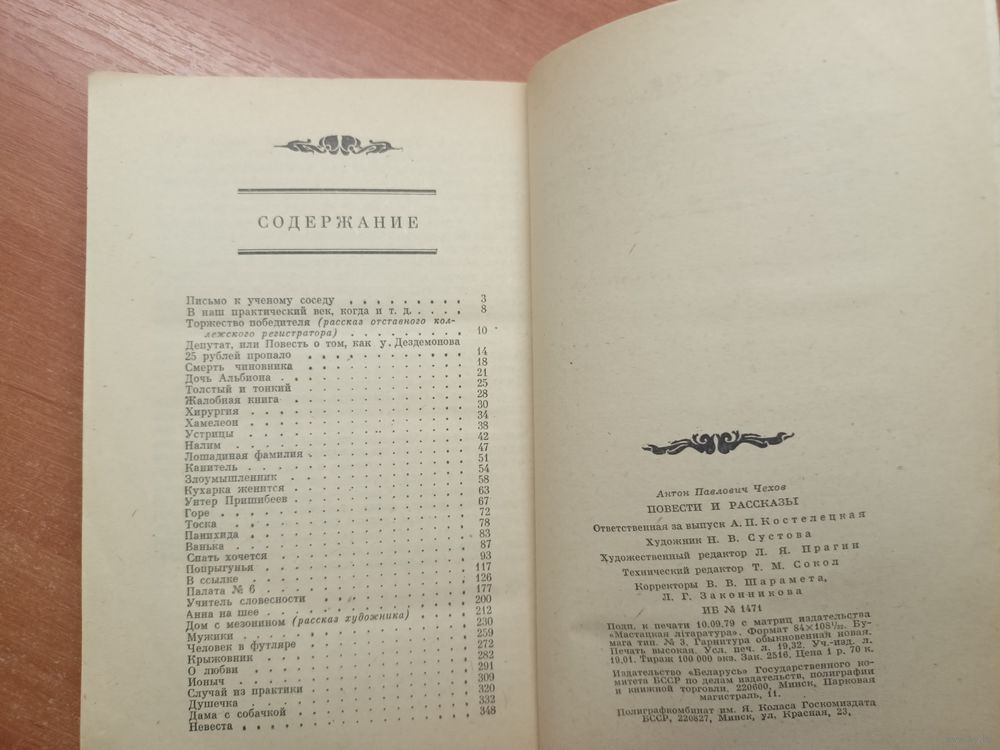 СОДЕРЖАНИЕ
Письмо к ученому соседу . . . . . . . . . 3
В наш практический век, когда и т. д. . . . . 8
Торжество победителя (рассказ отставного кол-
лежского регистратора) . . . . . . . . 10
Депутат, или Повесть о том, как у Дездемонова
25 рублей пропало . . . . . . . . . . 14
Смерть чиновника . . . . . . . . . . . 18
Дочь Альбиона . . . . . . . . . . . . 21
Толстый и тонкий . . . . . . . . . . . 25
Жалобная книга . . . . . . . . . . . . 28
Хирургия . . . . . . . . . . . . . . 30
Хамелеон . . . . . . . . . . . . . . 34
Устрицы . . . . . . . . . . . . . . 38
Налим . . . . . . . . . . . . . . . 42
Лошадиная фамилия . . . . . . . . . . 47
Канитель . . . . . . . . . . . . . . 51
Злоумышленник . . . . . . . . . . . . 54
Кухарка женится . . . . . . . . . . . 58
Унтер Пришибеев . . . . . . . . . . . 63
Горе . . . . . . . . . . . . . . . . 67
Тоска . . . . . . . . . . . . . . . 72
Панихида . . . . . . . . . . . . . . 78
Ванька . . . . . . . . . . . . . . . 83
Спать хочется . . . . . . . . . . . . 87
Попрыгунья . . . . . . . . . . . . . 93
В ссылке . . . . . . . . . . . . . . 117
Палата № 6 . . . . . . . . . . . . . 126
Учитель словесности . . . . . . . . . . 177
Анна на шее . . . . . . . . . . . . . 200
Дом с мезонином (рассказ художника) . . . . 212
Мужики . . . . . . . . . . . . . . . 230
Человек в футляре . . . . . . . . . . . 259
Крыжовник . . . . . . . . . . . . . 272
О любви . . . . . . . . . . . . . . 282
Ионыч . . . . . . . . . . . . . . . 291
Случай из практики . . . . . . . . . . 309
Душечка . . . . . . . . . . . . . . 320
Дама с собачкой . . . . . . . . . . . 332
Невеста . . . . . . . . . . . . . . 348
Антон Павлович Чехов
ПОВЕСТИ И РАССКАЗЫ
Ответственная за выпуск А. П. Костелецкая
Художник Н. В. Сустова
Художественный редактор Л. Я. Прагин
Технический редактор Т. М. Сокол
Корректоры В. В. Шарамета,
Л. Г. Законникова
ИБ № 1471
Подп. к печати 10.09.79 с матриц издательства
«Мастацкая літаратура». Формат 84×108 1/32. Бу-
мага тип. № 3. Гарнитура обыкновенная новая.
Печать высокая. Усл. печ. л. 19,32. Уч.-изд. л.
19,01. Тираж 100 000 экз. Зак. 2516. Цена 1 р. 70 к.
Издательство «Беларусь» Государственного ко-
митета БССР по делам издательств, полиграфии
и книжной торговли. 220600, Минск, Парковая
магистраль, 11.
Полиграфкомбинат им. Я. Коласа Госкомиздата
БССР, 220827, Минск, ул. Красная, 23.